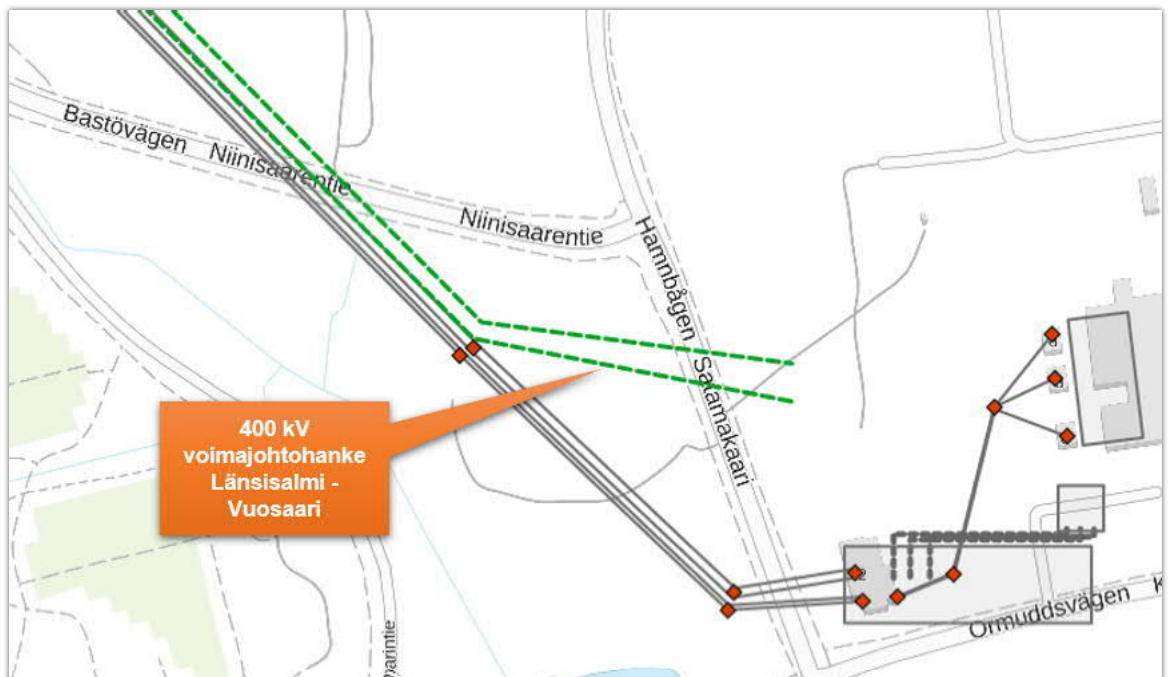 Bastövägen Niinisaarentie
Niinisaarentie
Hamnbågen Satamakaari
400 kV
voimajohtohanke
Länsisalmi -
Vuosaari
Ormuddsvägen K